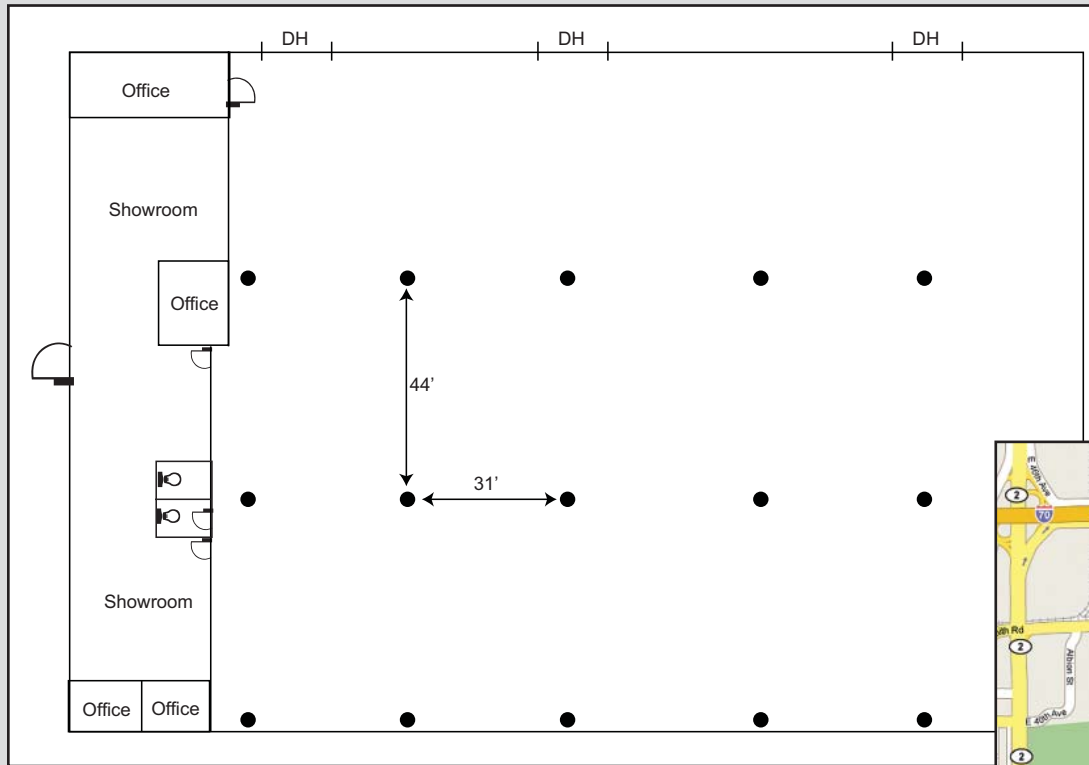 DH DH DH
Office
Showroom
Office
44'
31'
Showroom
Office Office
E 40th Ave
2
70
2
Albion St
E 40th Ave
2